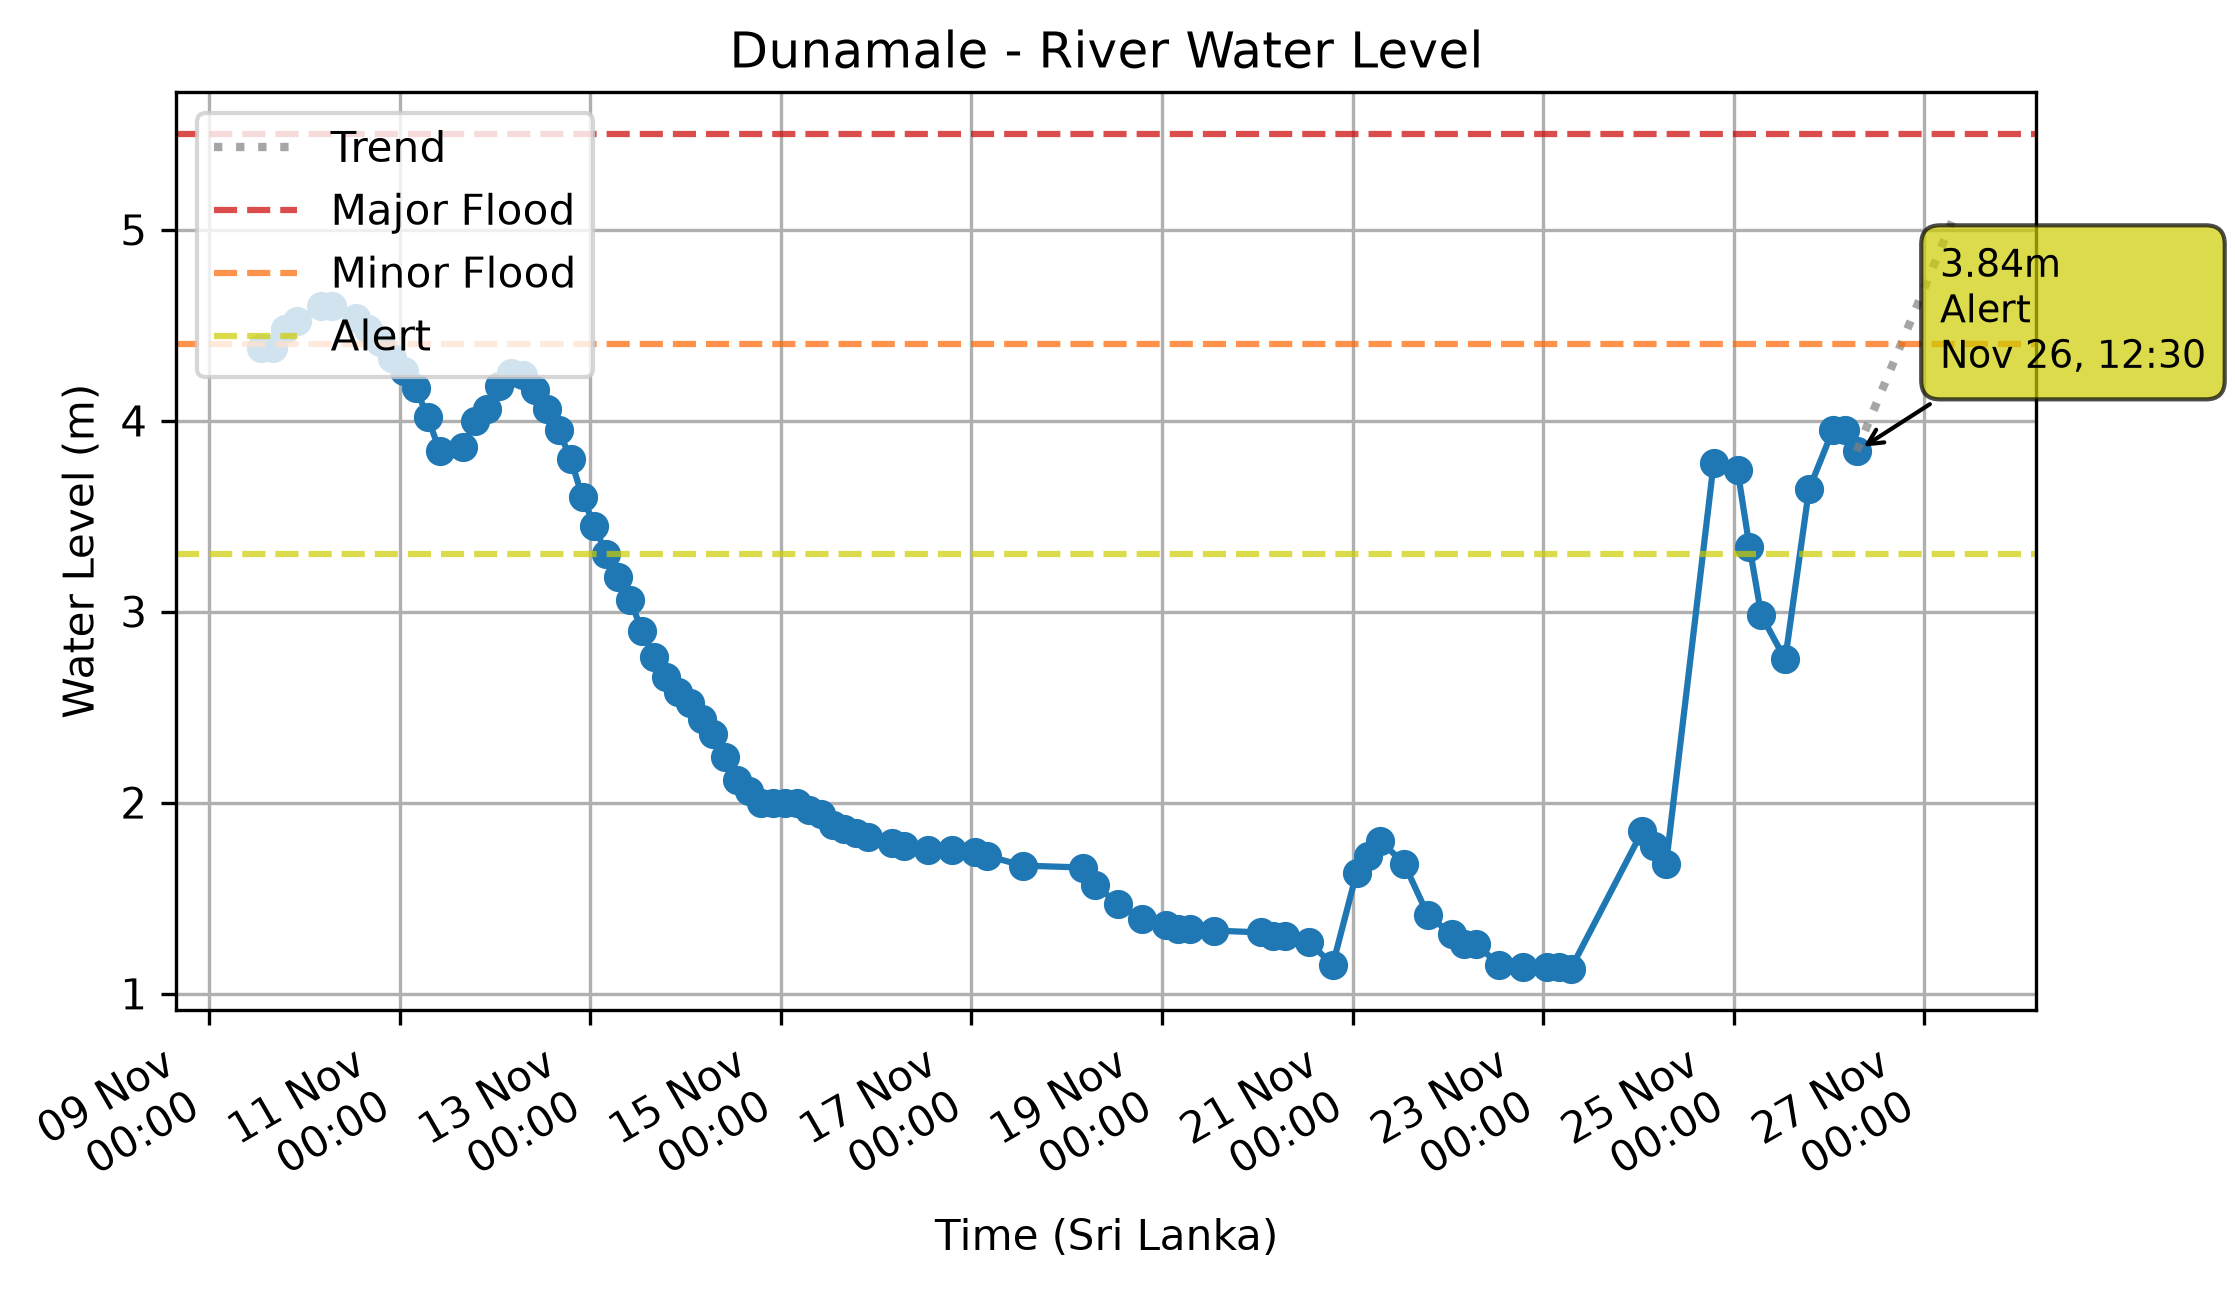 Dunamale - River Water Level
Trend
Major Flood
Minor Flood
Alert
3.84m
Alert
Nov 26, 12:30
Water Level (m)
5
4
3
2
1
09 Nov
00:00
11 Nov
00:00
13 Nov
00:00
15 Nov
00:00
17 Nov
00:00
19 Nov
00:00
21 Nov
00:00
23 Nov
00:00
25 Nov
00:00
27 Nov
00:00
Time (Sri Lanka)